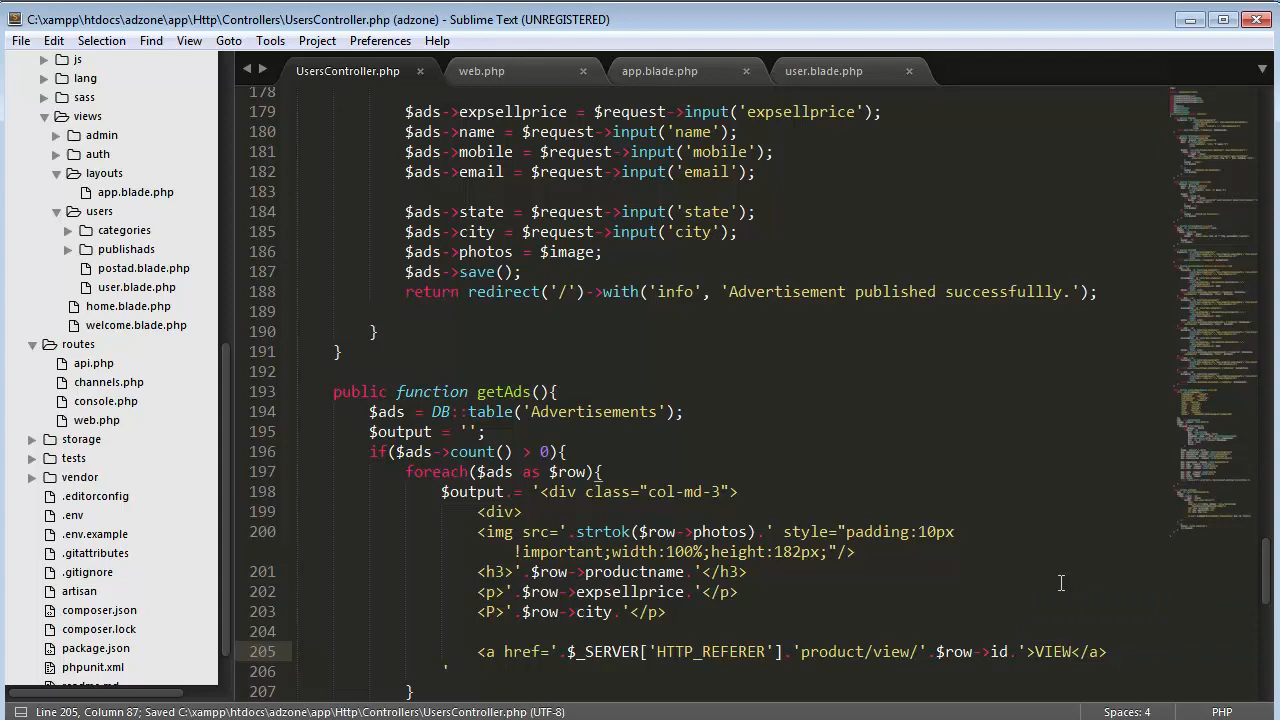 C:\xampp\htdocs\adzone\app\Http\Controllers\UsersController.php (adzone) - Sublime Text (UNREGISTERED)
File Edit Selection Find View Goto Tools Project Preferences Help
js
lang
sass
views
admin
auth
layouts
app.blade.php
users
categories
publishads
postad.blade.php
user.blade.php
home.blade.php
welcome.blade.php
routes
api.php
channels.php
console.php
web.php
storage
tests
vendor
.editorconfig
.env
.env.example
.gitattributes
.gitignore
artisan
composer.json
composer.lock
package.json
phpunit.xml
readme.md
UsersController.php web.php app.blade.php user.blade.php
178
179 $ads->expsellprice = $request->input('expsellprice');
180 $ads->name = $request->input('name');
181 $ads->mobile = $request->input('mobile');
182 $ads->email = $request->input('email');
183
184 $ads->state = $request->input('state');
185 $ads->city = $request->input('city');
186 $ads->photos = $image;
187 $ads->save();
188 return redirect('/')->with('info', 'Advertisement published successfullly.');
189
190 }
191 }
192
193 public function getAds(){
194 $ads = DB::table('Advertisements');
195 $output = '';
196 if($ads->count() > 0){
197 foreach($ads as $row){
198 $output.= '<div class="col-md-3">
199 <div>
200 <img src='.strtok($row->photos).' style="padding:10px
!important;width:100%;height:182px;"/>
201 <h3>'.$row->productname.'</h3>
202 <p>'.$row->expsellprice.'</p>
203 <P>'.$row->city.'</p>
204
205 <a href='.$_SERVER['HTTP_REFERER'].'product/view/'.$row->id.'>VIEW</a>
206 '
207 }
Line 205, Column 87; Saved C:\xampp\htdocs\adzone\app\Http\Controllers\UsersController.php (UTF-8) Spaces: 4 PHP